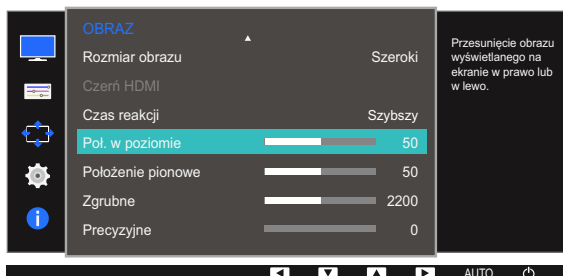 OBRAZ
Rozmiar obrazu Szeroki
Czerń HDMI
Czas reakcji Szybszy
Poł. w poziomie 50
Położenie pionowe 50
Zgrubne 2200
Precyzyjne 0
Przesunięcie obrazu
wyświetlanego na
ekranie w prawo lub
w lewo.
AUTO